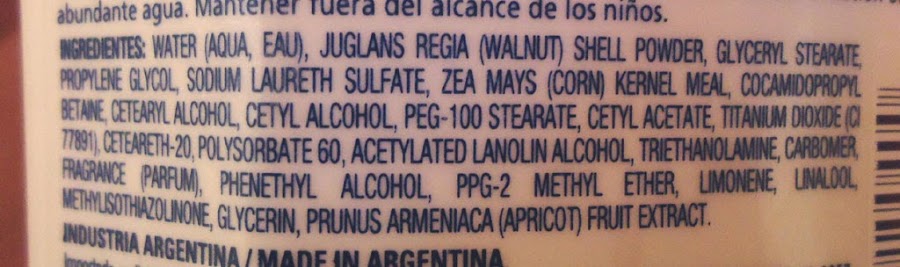 abundante agua. Mantener fuera del alcance de los niños.
INGREDIENTES: WATER (AQUA, EAU), JUGLANS REGIA (WALNUT) SHELL POWDER, GLYCERYL STEARATE,
PROPYLENE GLYCOL, SODIUM LAURETH SULFATE, ZEA MAYS (CORN) KERNEL MEAL, COCAMIDOPROPYL
BETAINE, CETEARYL ALCOHOL, CETYL ALCOHOL, PEG-100 STEARATE, CETYL ACETATE, TITANIUM DIOXIDE (CI
77891), CETEARETH-20, POLYSORBATE 60, ACETYLATED LANOLIN ALCOHOL, TRIETHANOLAMINE, CARBOMER,
FRAGRANCE (PARFUM), PHENETHYL ALCOHOL, PPG-2 METHYL ETHER, LIMONENE, LINALOOL,
METHYLISOTHIAZOLINONE, GLYCERIN, PRUNUS ARMENIACA (APRICOT) FRUIT EXTRACT.
INDUSTRIA ARGENTINA / MADE IN ARGENTINA